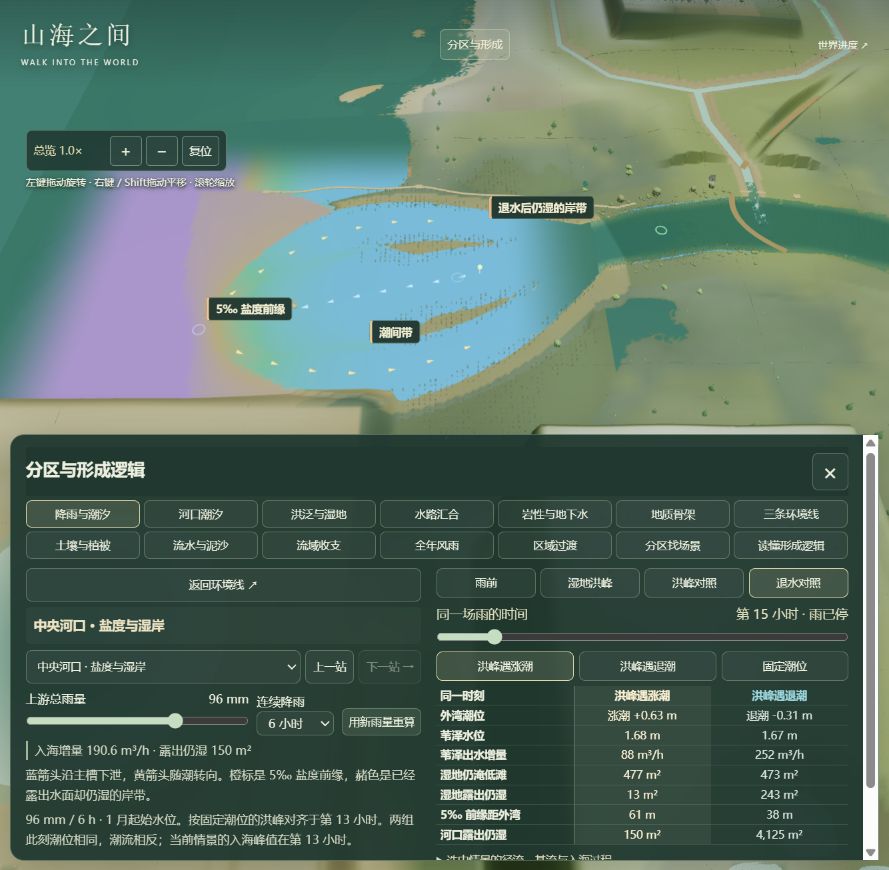 山海之间
WALK INTO THE WORLD
分区与形成
世界进度 ↗
总览 1.0×
+
−
复位
左键拖动旋转 · 右键 / Shift拖动平移 · 滚轮缩放
退水后仍湿的岸带
5‰ 盐度前缘
潮间带
分区与形成逻辑
×
降雨与潮汐 河口潮汐 洪泛与湿地 水路汇合 岩性与地下水 地质骨架 三条环境线
土壤与植被 流水与泥沙 流域收支 全年风雨 区域过渡 分区找场景 读懂形成逻辑
返回环境线 ↗
中央河口 · 盐度与湿岸
中央河口 · 盐度与湿岸 上一站 下一站 →
上游总雨量 96 mm 连续降雨
6 小时 用新雨量重算
入海增量 190.6 m³/h · 露出仍湿 150 m²
蓝箭头沿主槽下泄，黄箭头随潮转向。橙标是 5‰ 盐度前缘，赭色是已经
露出水面却仍湿的岸带。
96 mm / 6 h · 1 月起始水位。按固定潮位的洪峰对齐于第 13 小时。两组
此刻潮位相同，潮流相反；当前情景的入海峰值在第 13 小时。
雨前 湿地洪峰 洪峰对照 退水对照
同一场雨的时间 第 15 小时 · 雨已停
洪峰遇涨潮 洪峰遇退潮 固定潮位
同一时刻 洪峰遇涨潮 洪峰遇退潮
外湾潮位 涨潮 +0.63 m 退潮 -0.31 m
苇泽水位 1.68 m 1.67 m
苇泽出水增量 88 m³/h 252 m³/h
湿地仍淹低滩 477 m² 473 m²
湿地露出仍湿 13 m² 243 m²
5‰ 前缘距外湾 61 m 38 m
河口露出仍湿 150 m² 4,125 m²